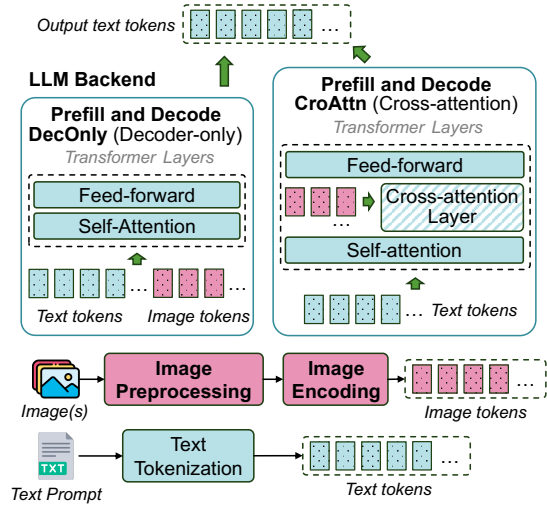 Output text tokens
...
LLM Backend
Prefill and Decode
DecOnly (Decoder-only)
Transformer Layers
Feed-forward
Self-Attention
... ...
Text tokens Image tokens
Prefill and Decode
CroAttn (Cross-attention)
Transformer Layers
Feed-forward
...
Cross-attention
Layer
Self-attention
... Text tokens
Image(s)
Image
Preprocessing
Image
Encoding
...
Image tokens
TXT
Text Prompt
Text
Tokenization
...
Text tokens